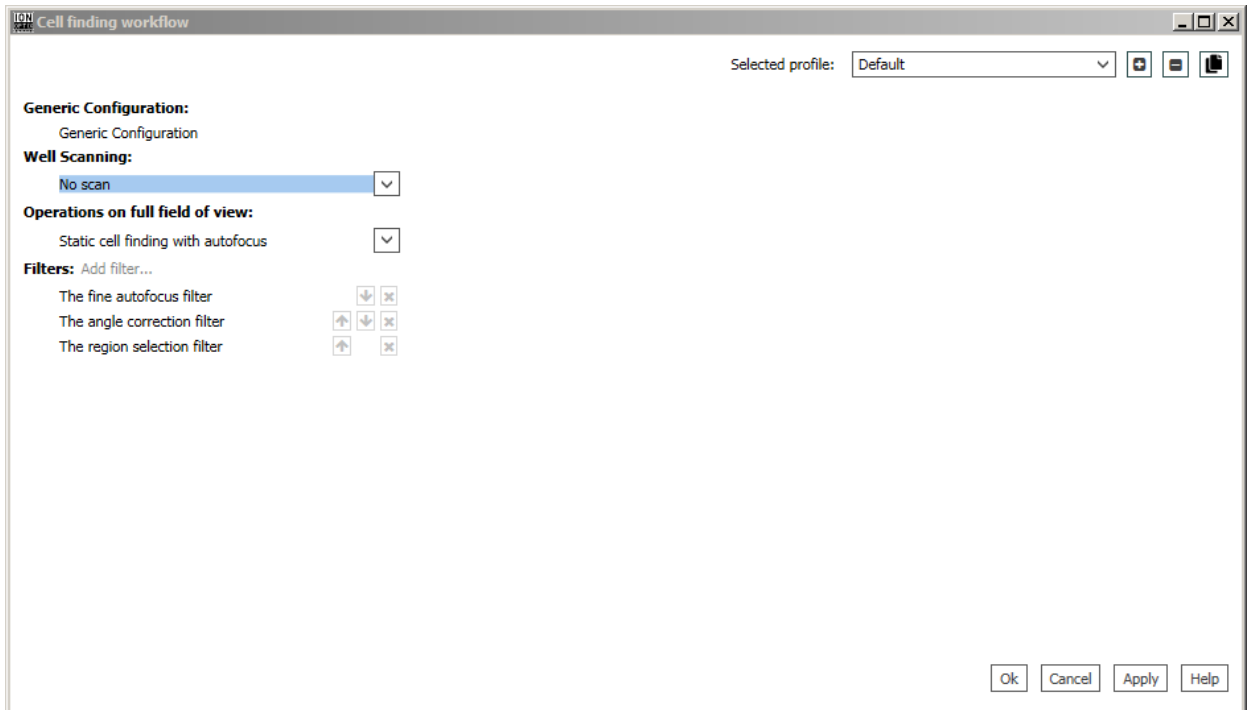 ION
Cell finding workflow
Selected profile: Default
Generic Configuration:
Generic Configuration
Well Scanning:
No scan
Operations on full field of view:
Static cell finding with autofocus
Filters: Add filter...
The fine autofocus filter
The angle correction filter
The region selection filter
Ok Cancel Apply Help